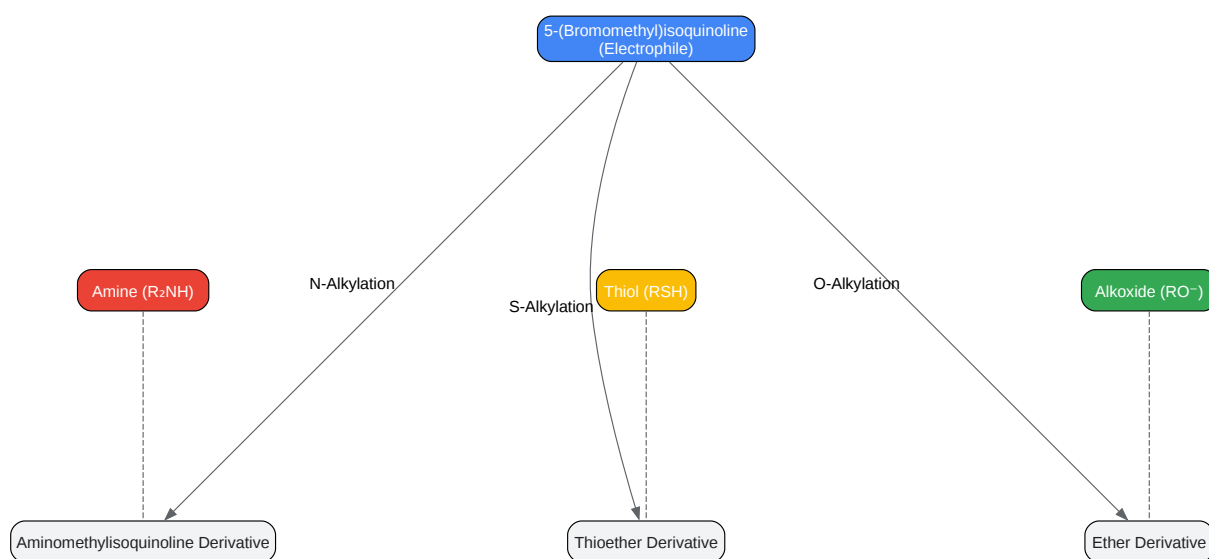 5-(Bromomethyl)isoquinoline
(Electrophile)
N-Alkylation
S-Alkylation
O-Alkylation
Amine (R₂NH)
Thiol (RSH)
Alkoxide (RO⁻)
Aminomethylisoquinoline Derivative
Thioether Derivative
Ether Derivative